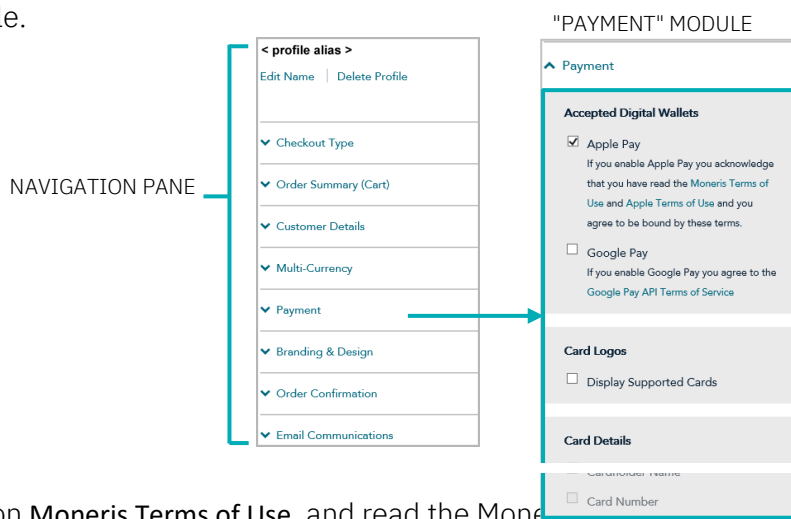 le.
"PAYMENT" MODULE
NAVIGATION PANE
< profile alias >
Edit Name | Delete Profile
Checkout Type
Order Summary (Cart)
Customer Details
Multi-Currency
Payment
Branding & Design
Order Confirmation
Email Communications
Payment
Accepted Digital Wallets
Apple Pay
If you enable Apple Pay you acknowledge
that you have read the Moneris Terms of
Use and Apple Terms of Use and you
agree to be bound by these terms.
Google Pay
If you enable Google Pay you agree to the
Google Pay API Terms of Service
Card Logos
Display Supported Cards
Card Details
Cardholder Name
Card Number
on Moneris Terms of Use, and read the Mone